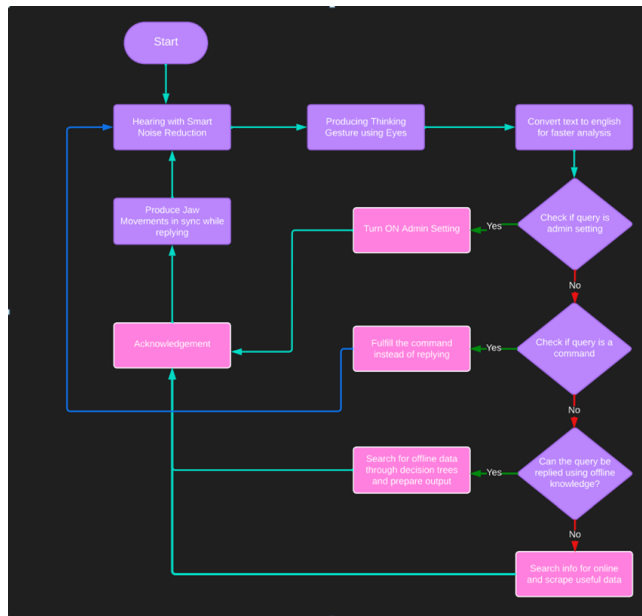 Start
Hearing with Smart
Noise Reduction
Producing Thinking
Gesture using Eyes
Convert text to english
for faster analysis
Produce Jaw
Movements in sync while
replying
Turn ON Admin Setting
Yes
Check if query is
admin setting
No
Acknowledgement
Fulfill the command
instead of replying
Yes
Check if query is a
command
No
Search for offline data
through decision trees
and prepare output
Yes
Can the query be
replied using offline
knowledge?
No
Search info for online
and scrape useful data